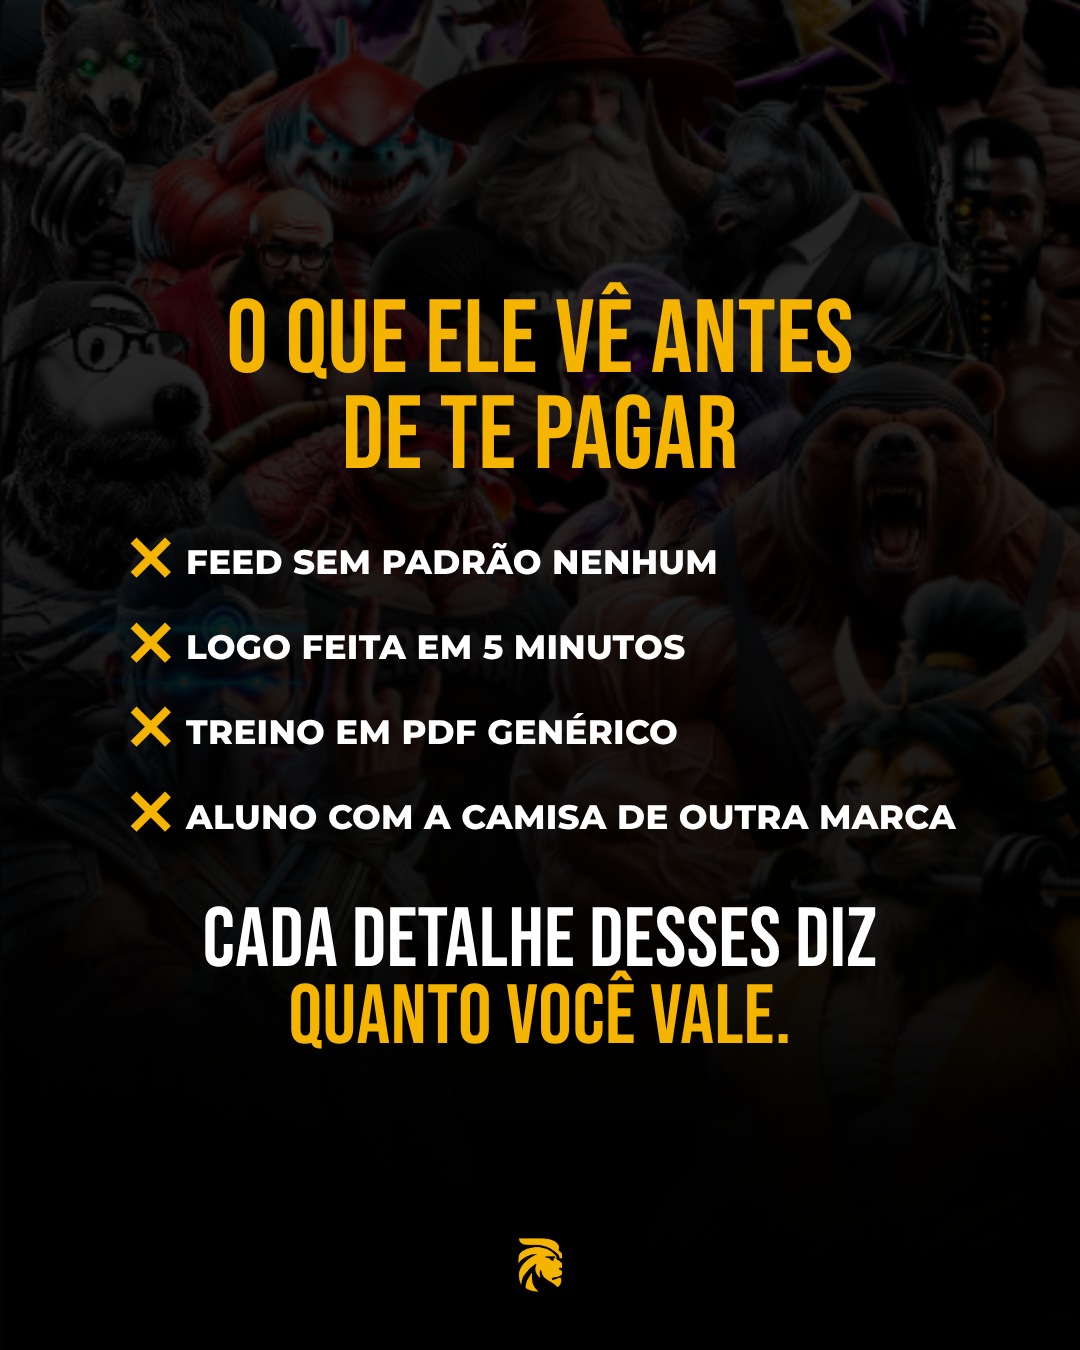 O QUE ELE VÊ ANTES
DE TE PAGAR
FEED SEM PADRÃO NENHUM
LOGO FEITA EM 5 MINUTOS
TREINO EM PDF GENÉRICO
ALUNO COM A CAMISA DE OUTRA MARCA
CADA DETALHE DESSES DIZ
QUANTO VOCÊ VALE.